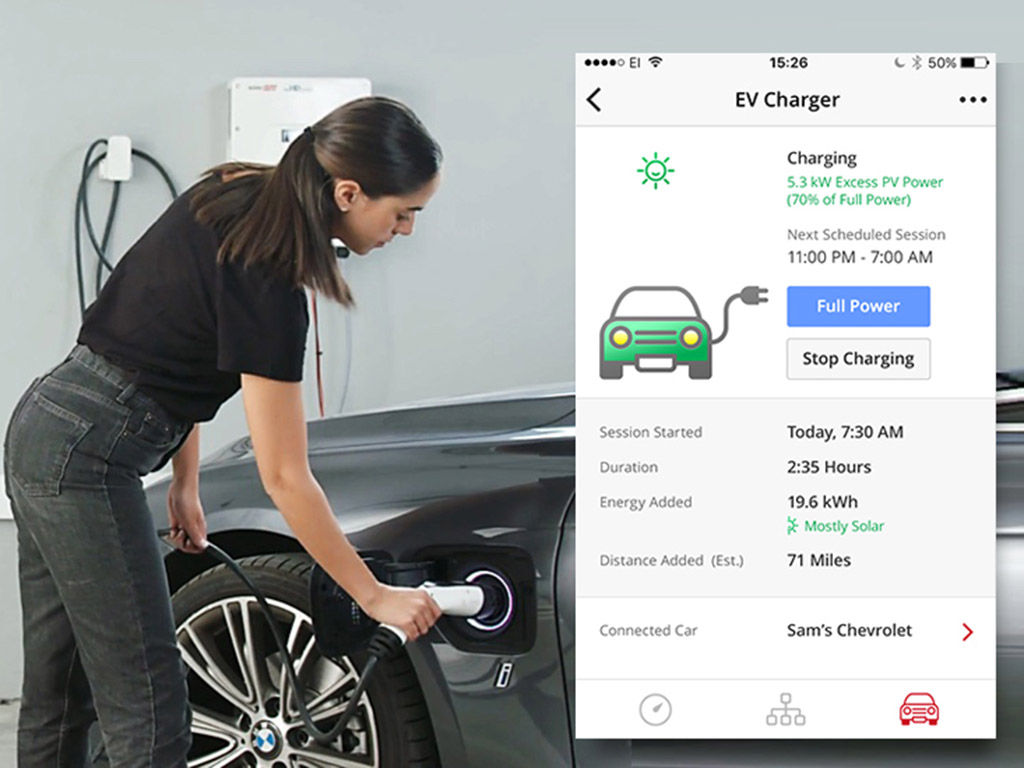 EI
15:26
50%
EV Charger
Charging
5.3 kW Excess PV Power
(70% of Full Power)
Next Scheduled Session
11:00 PM - 7:00 AM
Full Power
Stop Charging
Session Started Today, 7:30 AM
Duration 2:35 Hours
Energy Added 19.6 kWh
Mostly Solar
Distance Added (Est.) 71 Miles
Connected Car Sam's Chevrolet
i
BMW